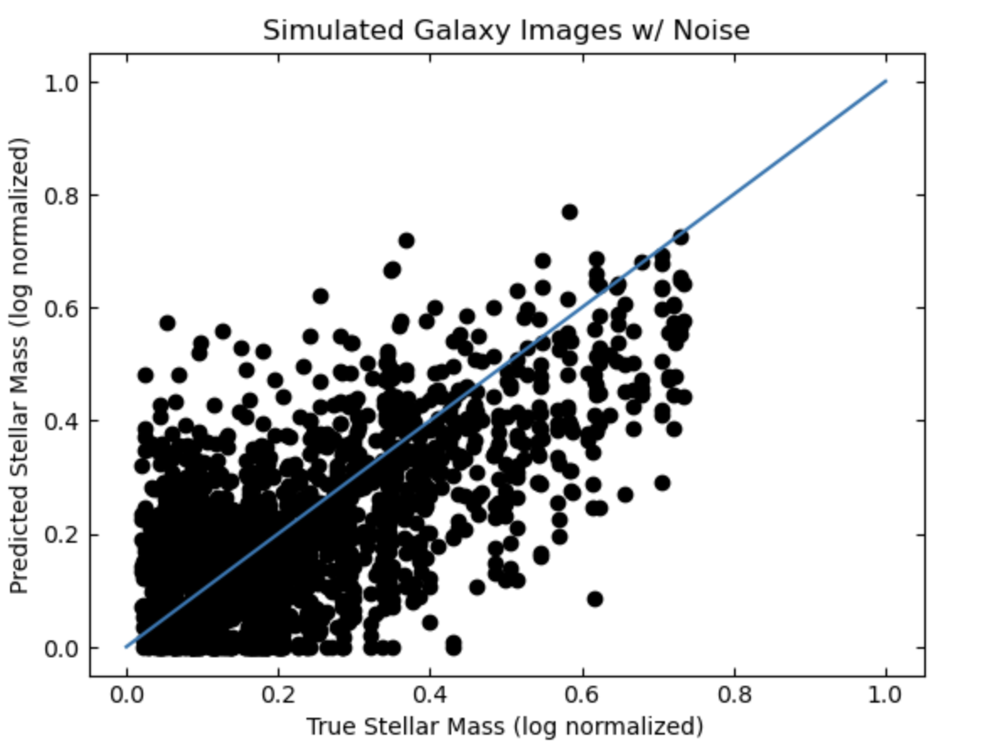 Simulated Galaxy Images w/ Noise
1.0
0.8
0.6
0.4
0.2
0.0
Predicted Stellar Mass (log normalized)
0.0 0.2 0.4 0.6 0.8 1.0
True Stellar Mass (log normalized)